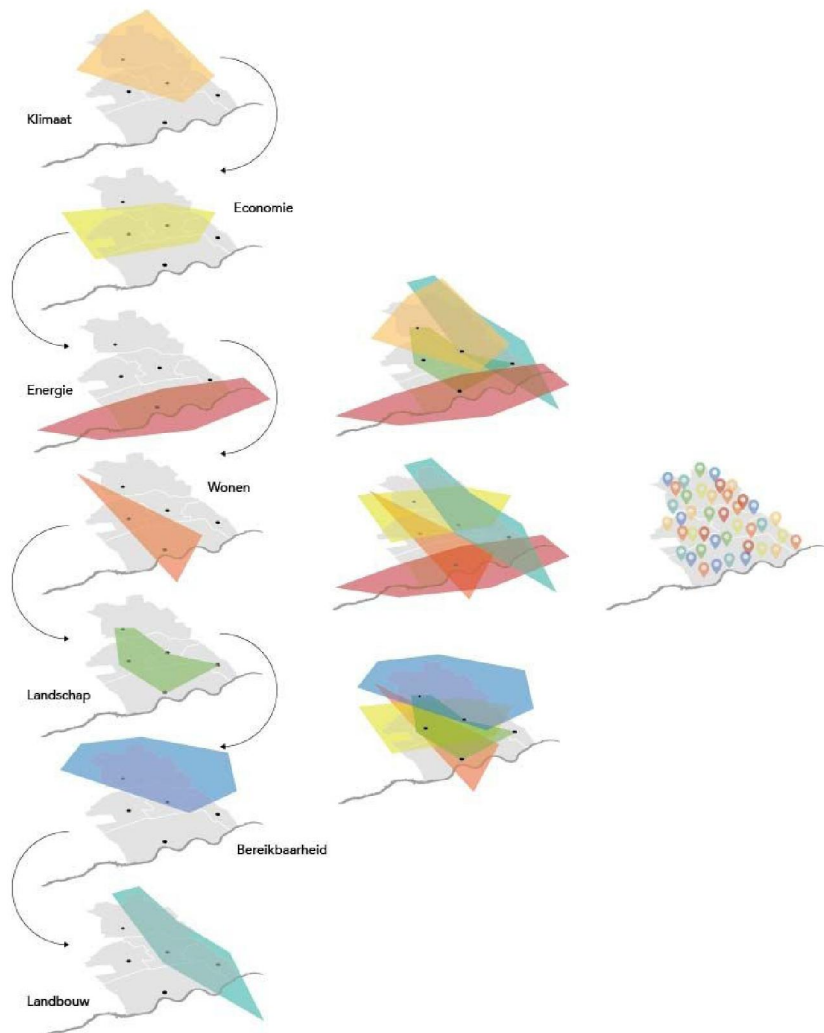 Klimaat
Economie
Energie
Wonen
Landschap
Bereikbaarheid
Landbouw